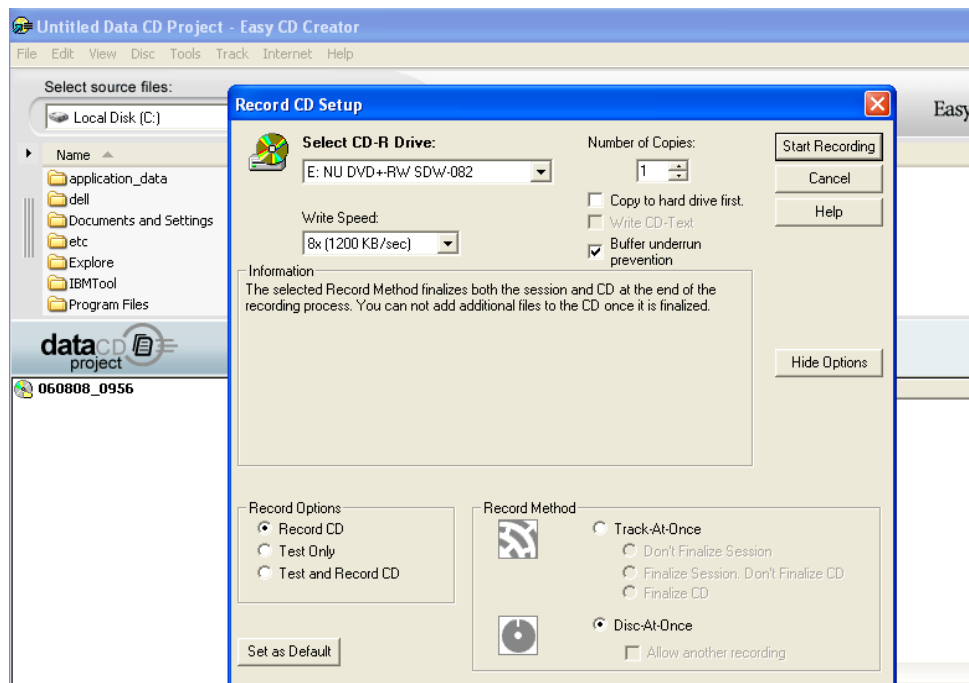 Untitled Data CD Project - Easy CD Creator
File Edit View Disc Tools Track Internet Help
Select source files:
Local Disk (C:)
Easy
Name
application_data
dell
Documents and Settings
etc
Explore
IBMTool
Program Files
datacd
project
060808_0956
Record CD Setup
Select CD-R Drive:
E: NU DVD+-RW SDW-082
Write Speed:
8x (1200 KB/sec)
Number of Copies:
1
Copy to hard drive first.
Write CD-Text
Buffer underrun
prevention
Start Recording
Cancel
Help
Information
The selected Record Method finalizes both the session and CD at the end of the
recording process. You can not add additional files to the CD once it is finalized.
Hide Options
Record Options
Record CD
Test Only
Test and Record CD
Set as Default
Record Method
Track-At-Once
Don't Finalize Session
Finalize Session. Don't Finalize CD
Finalize CD
Disc-At-Once
Allow another recording